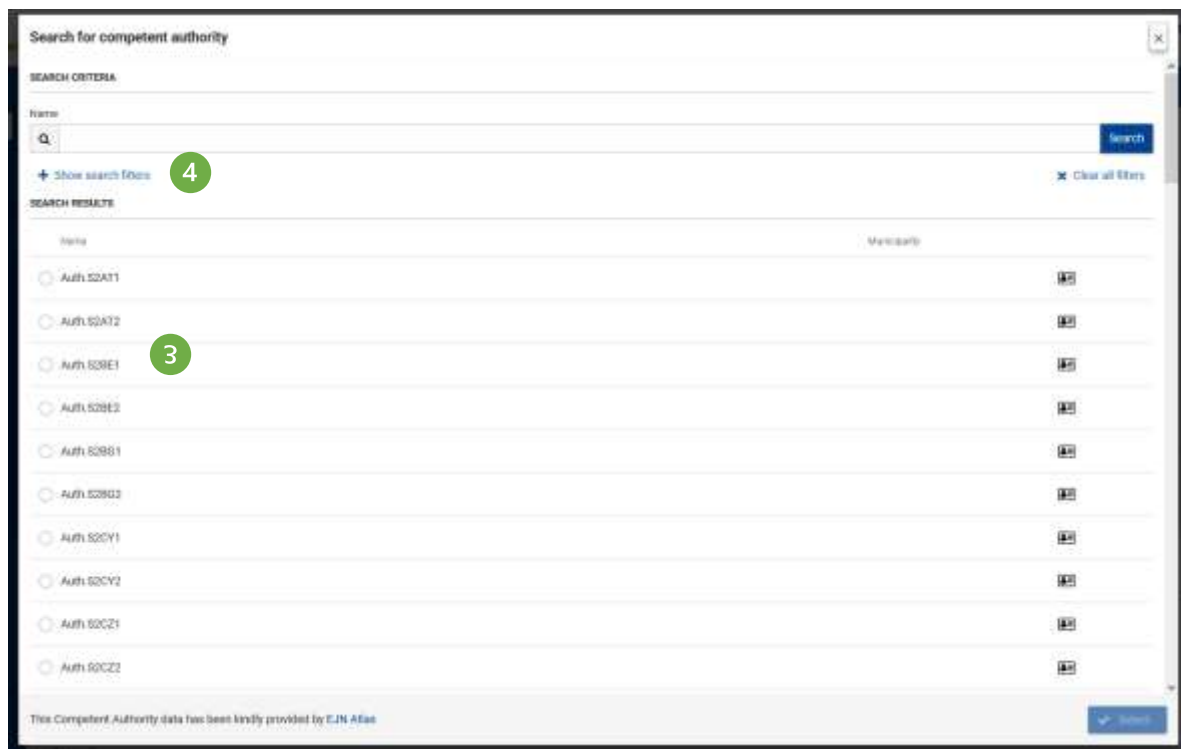 Search for competent authority
×
SEARCH CRITERIA
Name
Search
+ Show search filters
4
× Clear all filters
SEARCH RESULTS
Name Municipality
Auth.S2AT1
Auth.S2AT2
Auth.S2BE1
3
Auth.S2BE2
Auth.S2BG1
Auth.S2BG2
Auth.S2CY1
Auth.S2CY2
Auth.S2CZ1
Auth.S2CZ2
This Competent Authority data has been kindly provided by EJN Atlas
Select